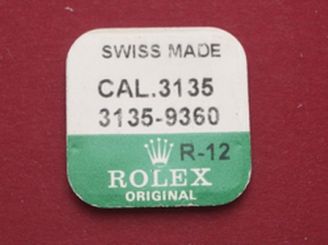 SWISS MADE
CAL.3135
3135-9360
R-12
ROLEX
ORIGINAL